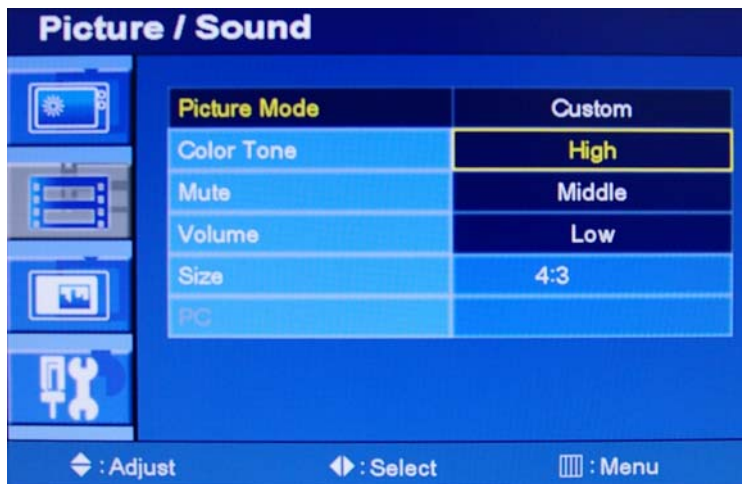 Picture / Sound
Picture Mode Custom
Color Tone High
Mute Middle
Volume Low
Size 4:3
PC
: Adjust : Select : Menu